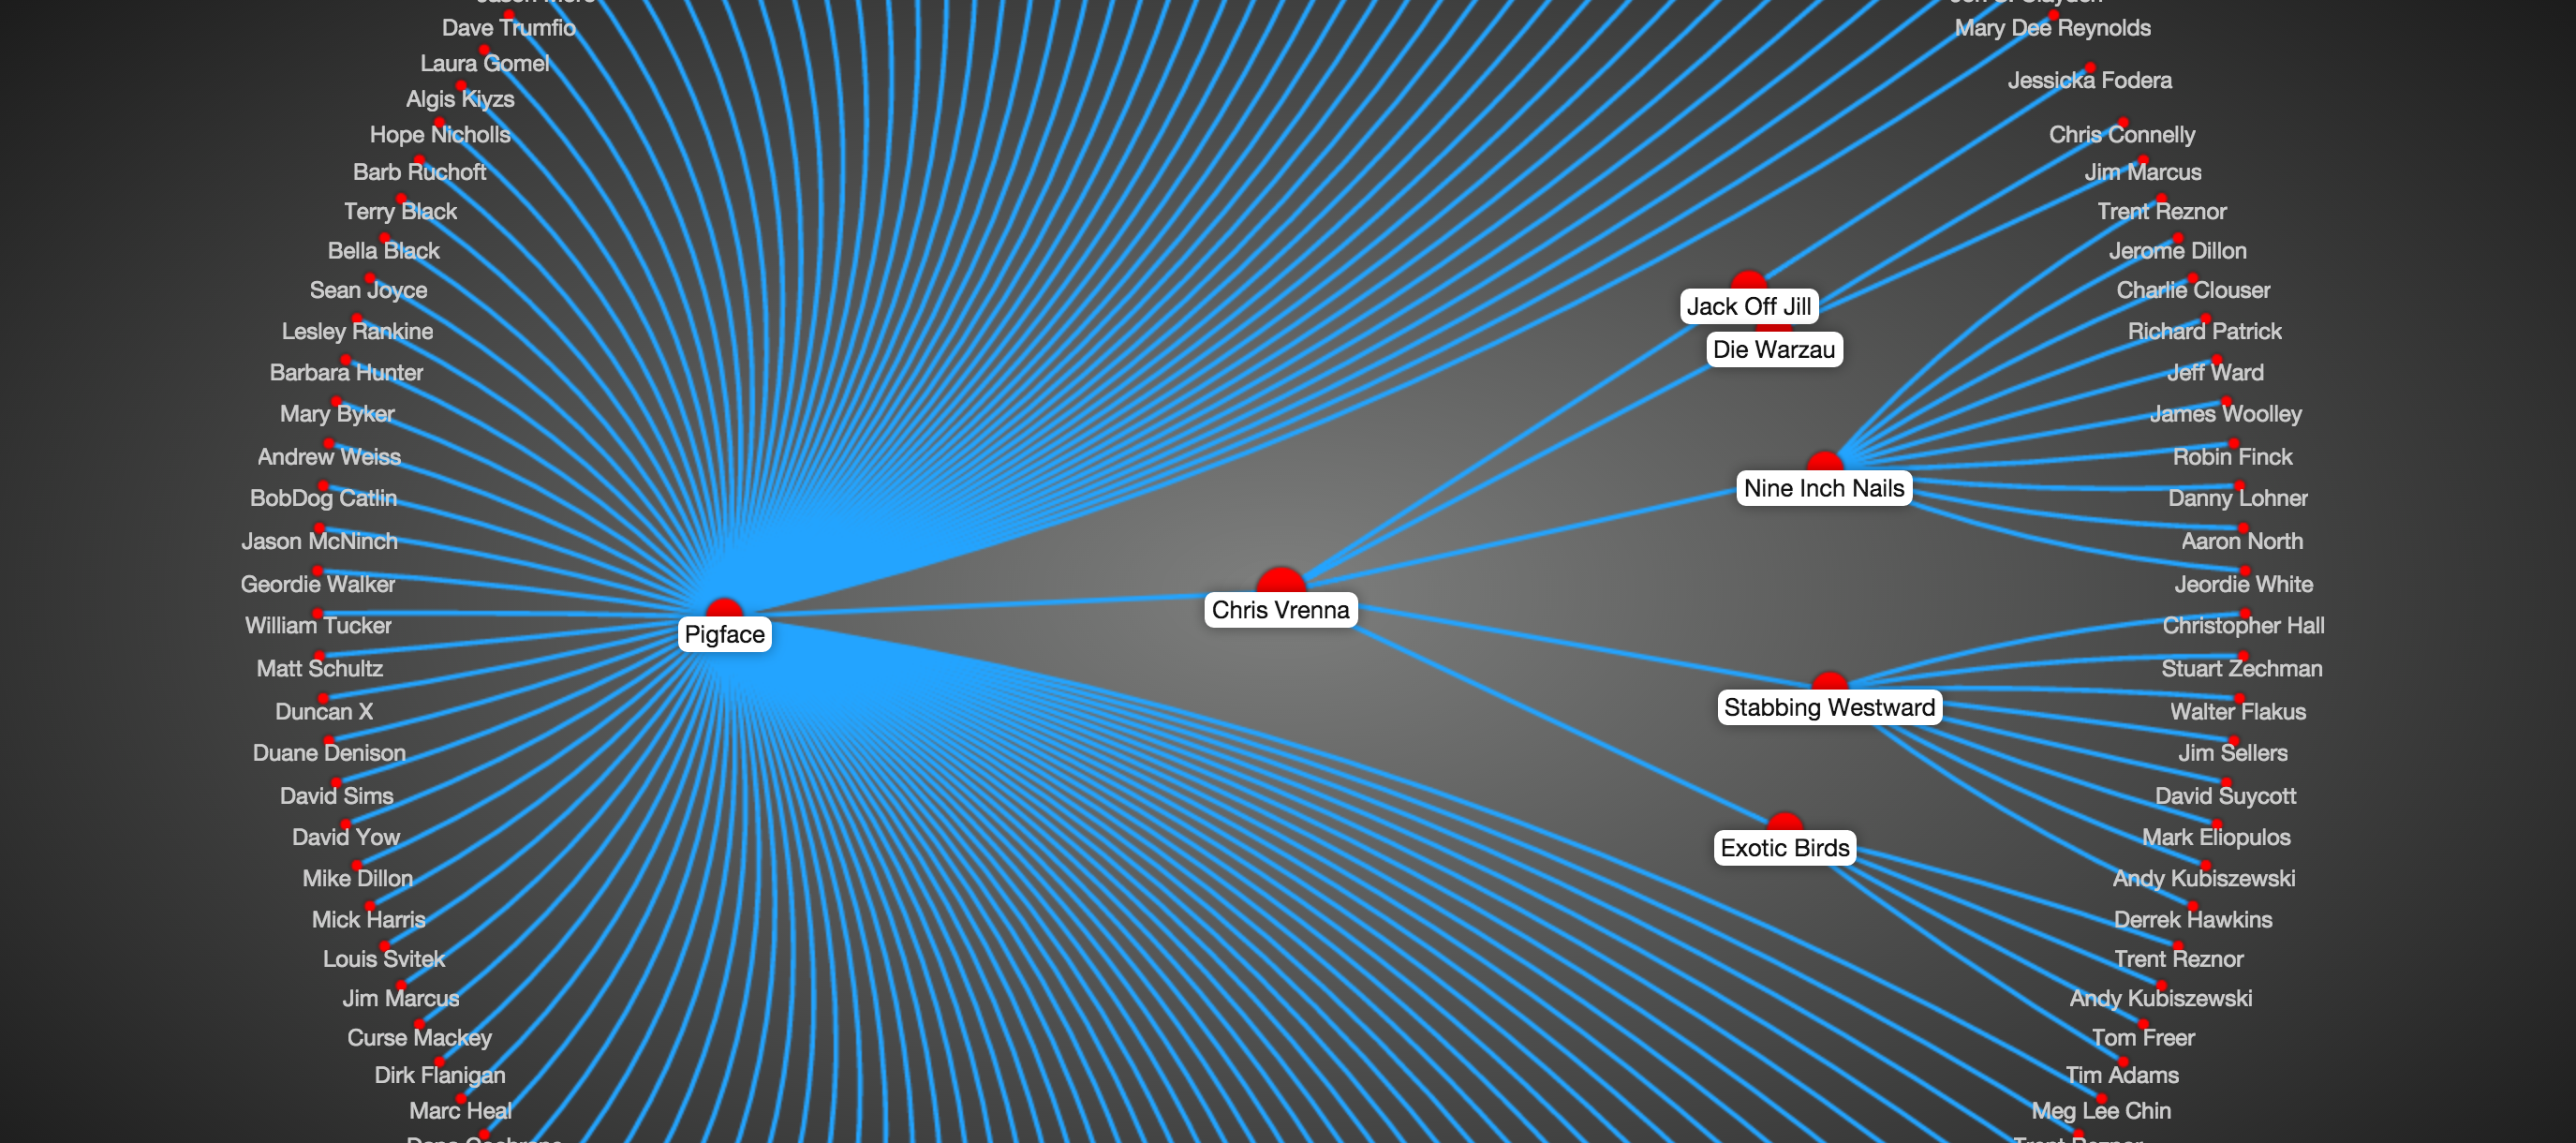 Dave Trumfio
Laura Gomel
Algis Kiyzs
Hope Nicholls
Barb Ruchoft
Terry Black
Bella Black
Sean Joyce
Lesley Rankine
Barbara Hunter
Mary Byker
Andrew Weiss
BobDog Catlin
Jason McNinch
Geordie Walker
William Tucker
Matt Schultz
Duncan X
Duane Denison
David Sims
David Yow
Mike Dillon
Mick Harris
Louis Svitek
Jim Marcus
Curse Mackey
Dirk Flanigan
Marc Heal
Pigface
Chris Vrenna
Jack Off Jill
Die Warzau
Nine Inch Nails
Stabbing Westward
Exotic Birds
Mary Dee Reynolds
Jessicka Fodera
Chris Connelly
Jim Marcus
Trent Reznor
Jerome Dillon
Charlie Clouser
Richard Patrick
Jeff Ward
James Woolley
Robin Finck
Danny Lohner
Aaron North
Jeordie White
Christopher Hall
Stuart Zechman
Walter Flakus
Jim Sellers
David Suycott
Mark Eliopulos
Andy Kubiszewski
Derrek Hawkins
Trent Reznor
Andy Kubiszewski
Tom Freer
Tim Adams
Meg Lee Chin
Trent Reznor